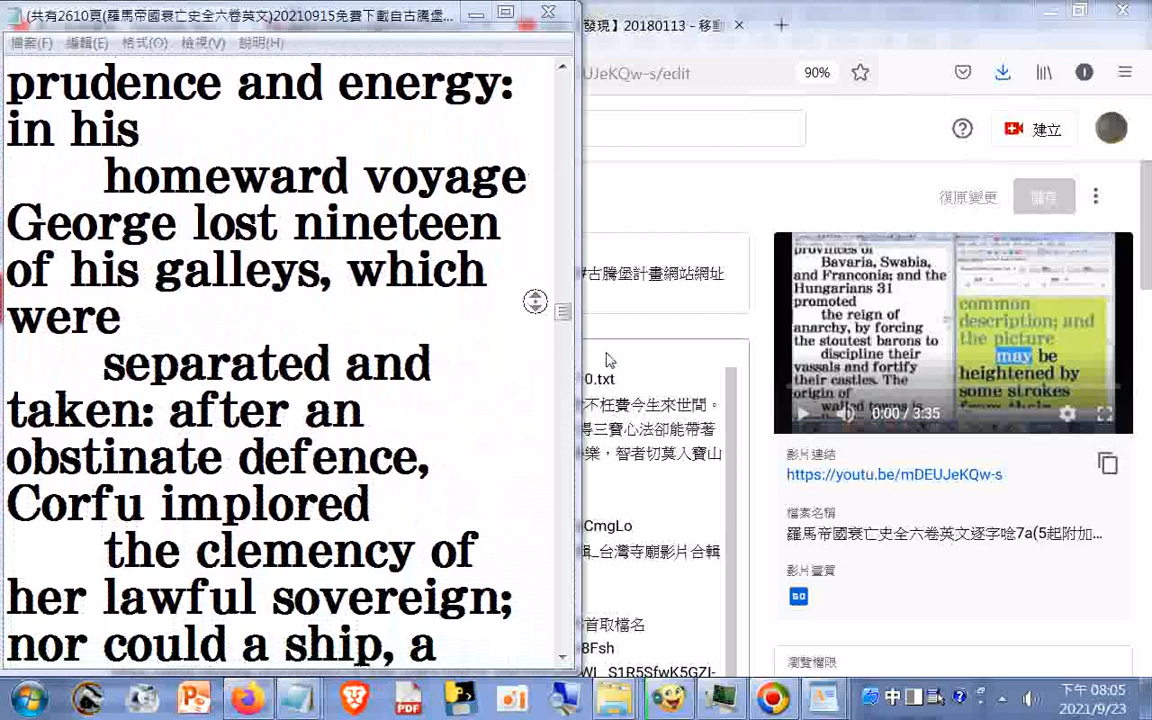 (共有2610頁(羅馬帝國衰亡史全六卷英文)20210915免費下載自古騰堡...
檔案(F) 編輯(E) 格式(O) 檢視(V) 說明(H)
prudence and energy:
in his
homeward voyage
George lost nineteen
of his galleys, which
were
separated and
taken: after an
obstinate defence,
Corfu implored
the clemency of
her lawful sovereign;
nor could a ship, a
發現】20180113 - 移動
UJeKQw-s/edit
90%
建立
復原變更
儲存
#古騰堡計畫網站網址
0.txt
不枉費今生來世間。
得三寶心法卻能帶著
樂，智者切莫入寶山
CmgLo
輯_台灣寺廟影片合輯
首取檔名
8Fsh
WI_S1R5SfwK5GZI-
provinces of
Bavaria, Swabia,
and Franconia; and the
Hungarians 31
promoted
the reign of
anarchy, by forcing
the stoutest barons to
discipline their
vassals and fortify
their castles. The
origin of
walled towns is
common
description; and
the picture
may be
heightened by
some strokes
0:00 / 3:35
影片連結
https://youtu.be/mDEUJeKQw-s
檔案名稱
羅馬帝國衰亡史全六卷英文逐字唸7a(5起附加...
影片畫質
瀏覽權限
中
下午 08:05
2021/9/23